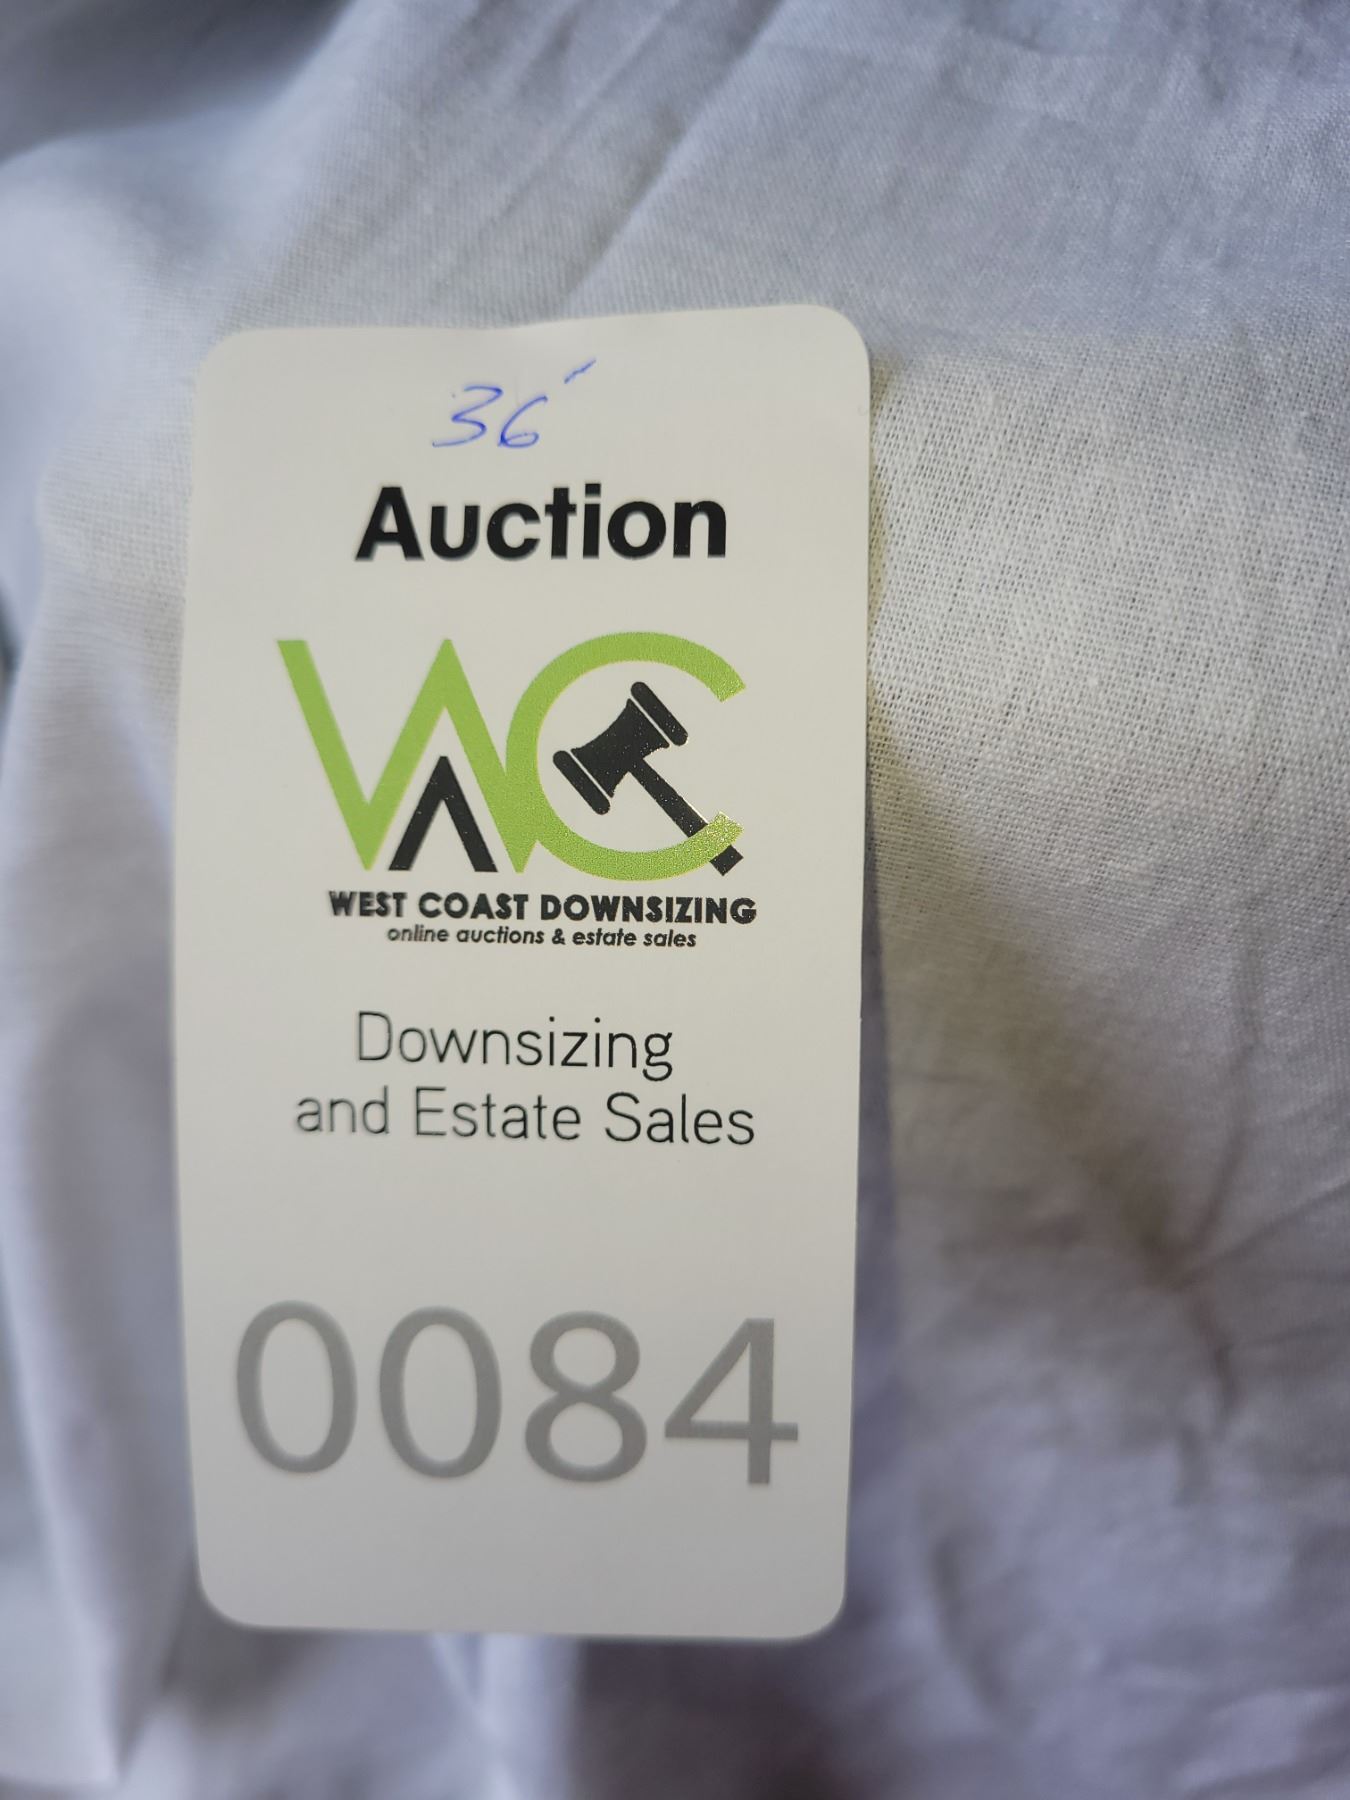 36"
Auction
WC
WEST COAST DOWNSIZING
online auctions & estate sales
Downsizing
and Estate Sales
0084